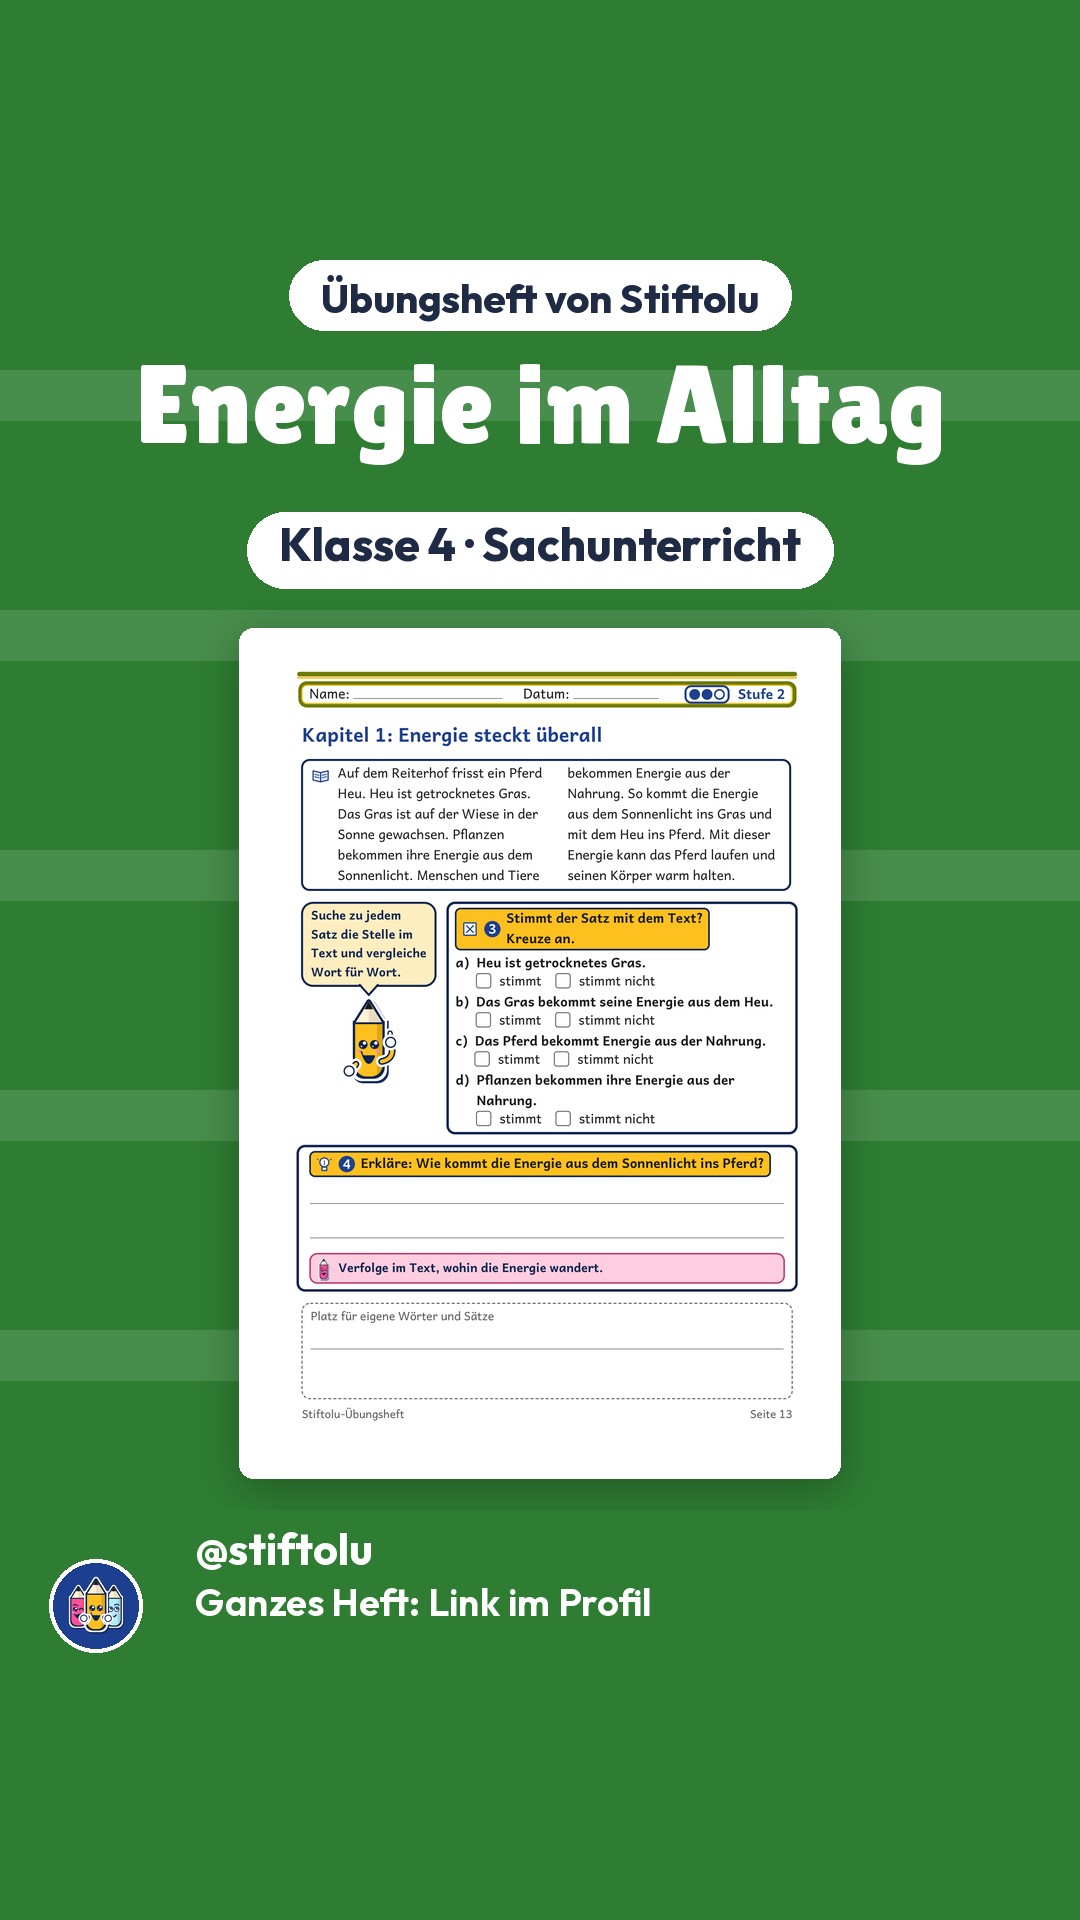 Übungsheft von Stiftolu
Energie im Alltag
Klasse 4 · Sachunterricht
Name: Datum: Stufe 2
Kapitel 1: Energie steckt überall
Auf dem Reiterhof frisst ein Pferd
Heu. Heu ist getrocknetes Gras.
Das Gras ist auf der Wiese in der
Sonne gewachsen. Pflanzen
bekommen ihre Energie aus dem
Sonnenlicht. Menschen und Tiere
bekommen Energie aus der
Nahrung. So kommt die Energie
aus dem Sonnenlicht ins Gras und
mit dem Heu ins Pferd. Mit dieser
Energie kann das Pferd laufen und
seinen Körper warm halten.
Suche zu jedem
Satz die Stelle im
Text und vergleiche
Wort für Wort.
3 Stimmt der Satz mit dem Text?
Kreuze an.
a) Heu ist getrocknetes Gras.
stimmt stimmt nicht
b) Das Gras bekommt seine Energie aus dem Heu.
stimmt stimmt nicht
c) Das Pferd bekommt Energie aus der Nahrung.
stimmt stimmt nicht
d) Pflanzen bekommen ihre Energie aus der
Nahrung.
stimmt stimmt nicht
4 Erkläre: Wie kommt die Energie aus dem Sonnenlicht ins Pferd?
Verfolge im Text, wohin die Energie wandert.
Platz für eigene Wörter und Sätze
Stiftolu-Übungsheft Seite 13
@stiftolu
Ganzes Heft: Link im Profil